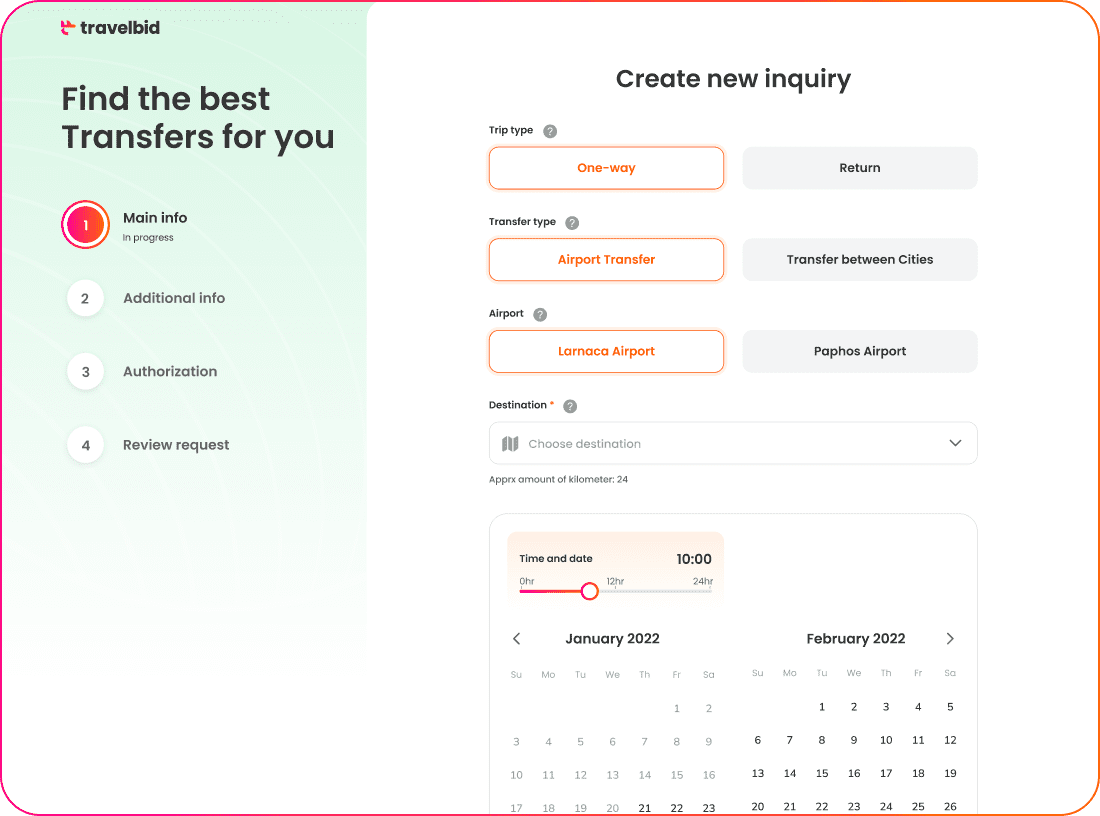 travelbid
Find the best
Transfers for you
1
Main info
In progress
2
Additional info
3
Authorization
4
Review request
Create new inquiry
Trip type ?
One-way Return
Transfer type ?
Airport Transfer Transfer between Cities
Airport ?
Larnaca Airport Paphos Airport
Destination * ?
Choose destination
Apprx amount of kilometer: 24
Time and date 10:00
0hr 12hr 24hr
January 2022
Su Mo Tu We Th Fr Sa
1 2
3 4 5 6 7 8 9
10 11 12 13 14 15 16
17 18 19 20 21 22 23
February 2022
Su Mo Tu We Th Fr Sa
1 2 3 4 5
6 7 8 9 10 11 12
13 14 15 16 17 18 19
20 21 22 23 24 25 26